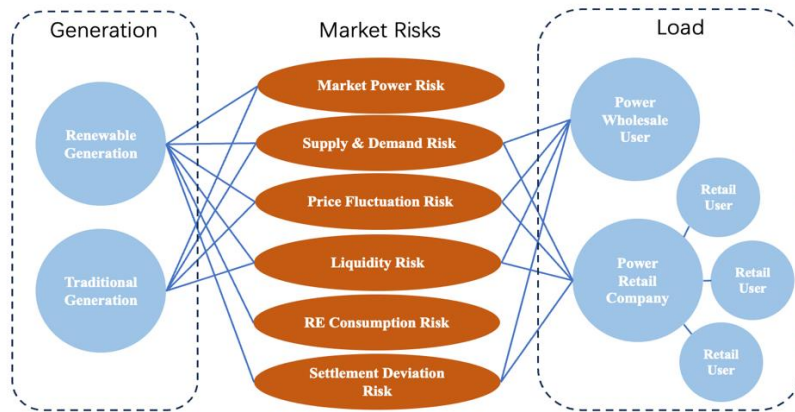 Generation
Market Risks
Load
Renewable
Generation
Traditional
Generation
Market Power Risk
Supply & Demand Risk
Price Fluctuation Risk
Liquidity Risk
RE Consumption Risk
Settlement Deviation
Risk
Power
Wholesale
User
Power
Retail
Company
Retail
User
Retail
User
Retail
User